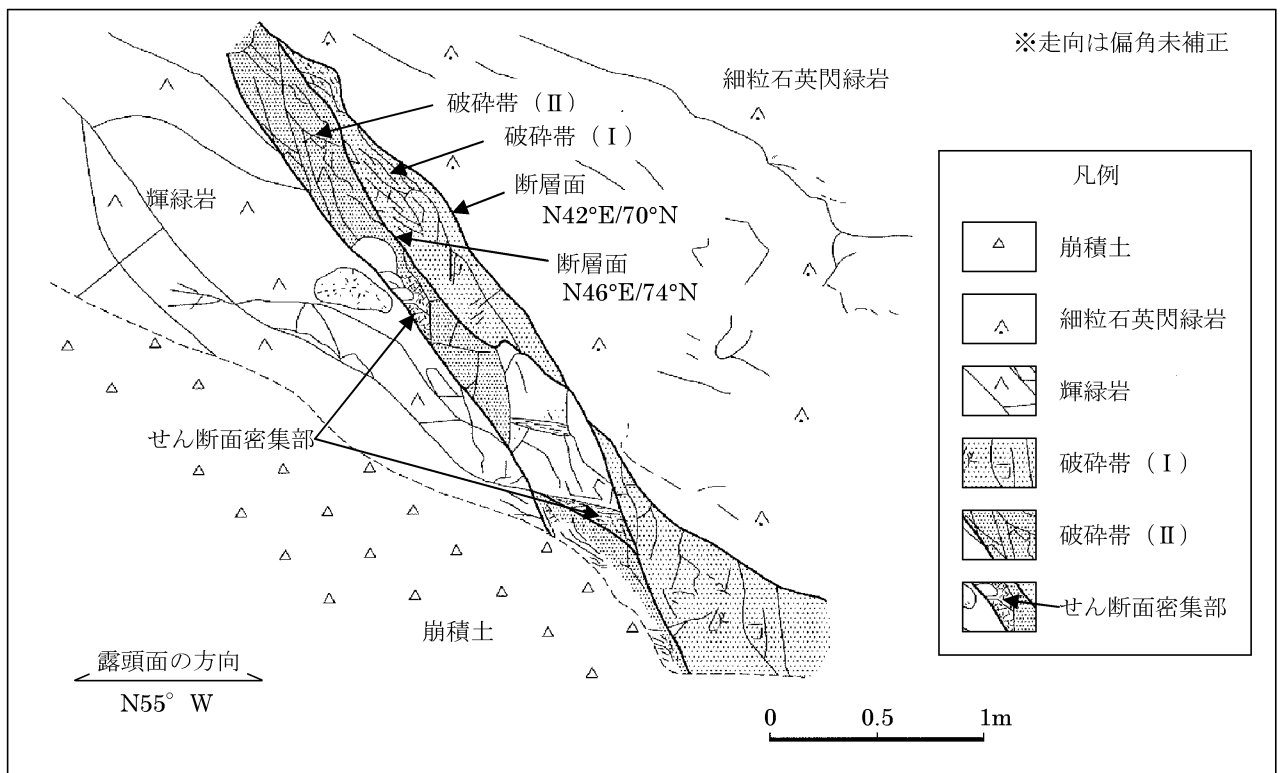 ※走向は偏角未補正
細粒石英閃緑岩
破砕帯（Ⅱ）
破砕帯（Ⅰ）
断層面
N42°E/70°N
輝緑岩
断層面
N46°E/74°N
せん断面密集部
崩積土
露頭面の方向
N55° W
0 0.5 1m
凡例
崩積土
細粒石英閃緑岩
輝緑岩
破砕帯（Ⅰ）
破砕帯（Ⅱ）
せん断面密集部